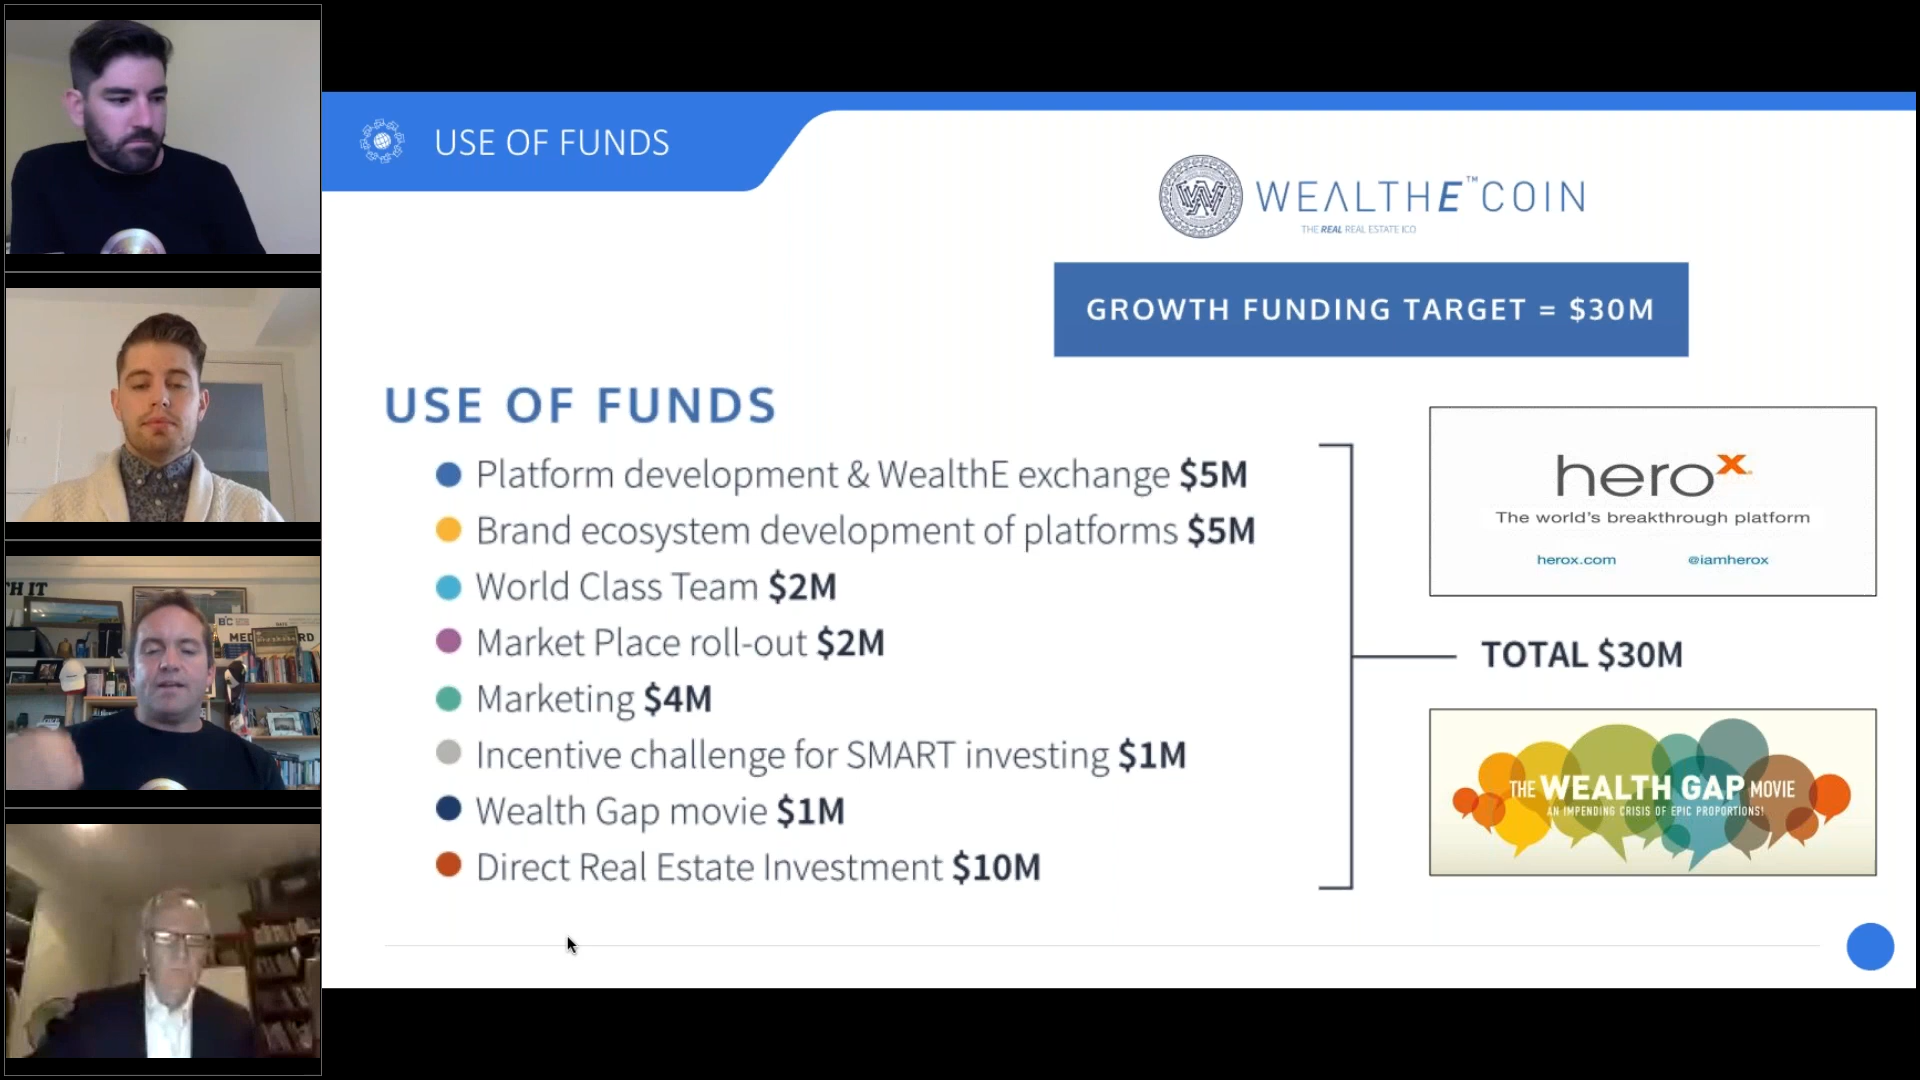 USE OF FUNDS
WEALTHE™COIN
THE REAL REAL ESTATE ICO
GROWTH FUNDING TARGET = $30M
USE OF FUNDS
Platform development & WealthE exchange $5M
Brand ecosystem development of platforms $5M
World Class Team $2M
Market Place roll-out $2M
Marketing $4M
Incentive challenge for SMART investing $1M
Wealth Gap movie $1M
Direct Real Estate Investment $10M
herox
The world's breakthrough platform
herox.com @iamherox
TOTAL $30M
THE WEALTH GAP MOVIE
AN IMPENDING CRISIS OF EPIC PROPORTIONS!
TH IT